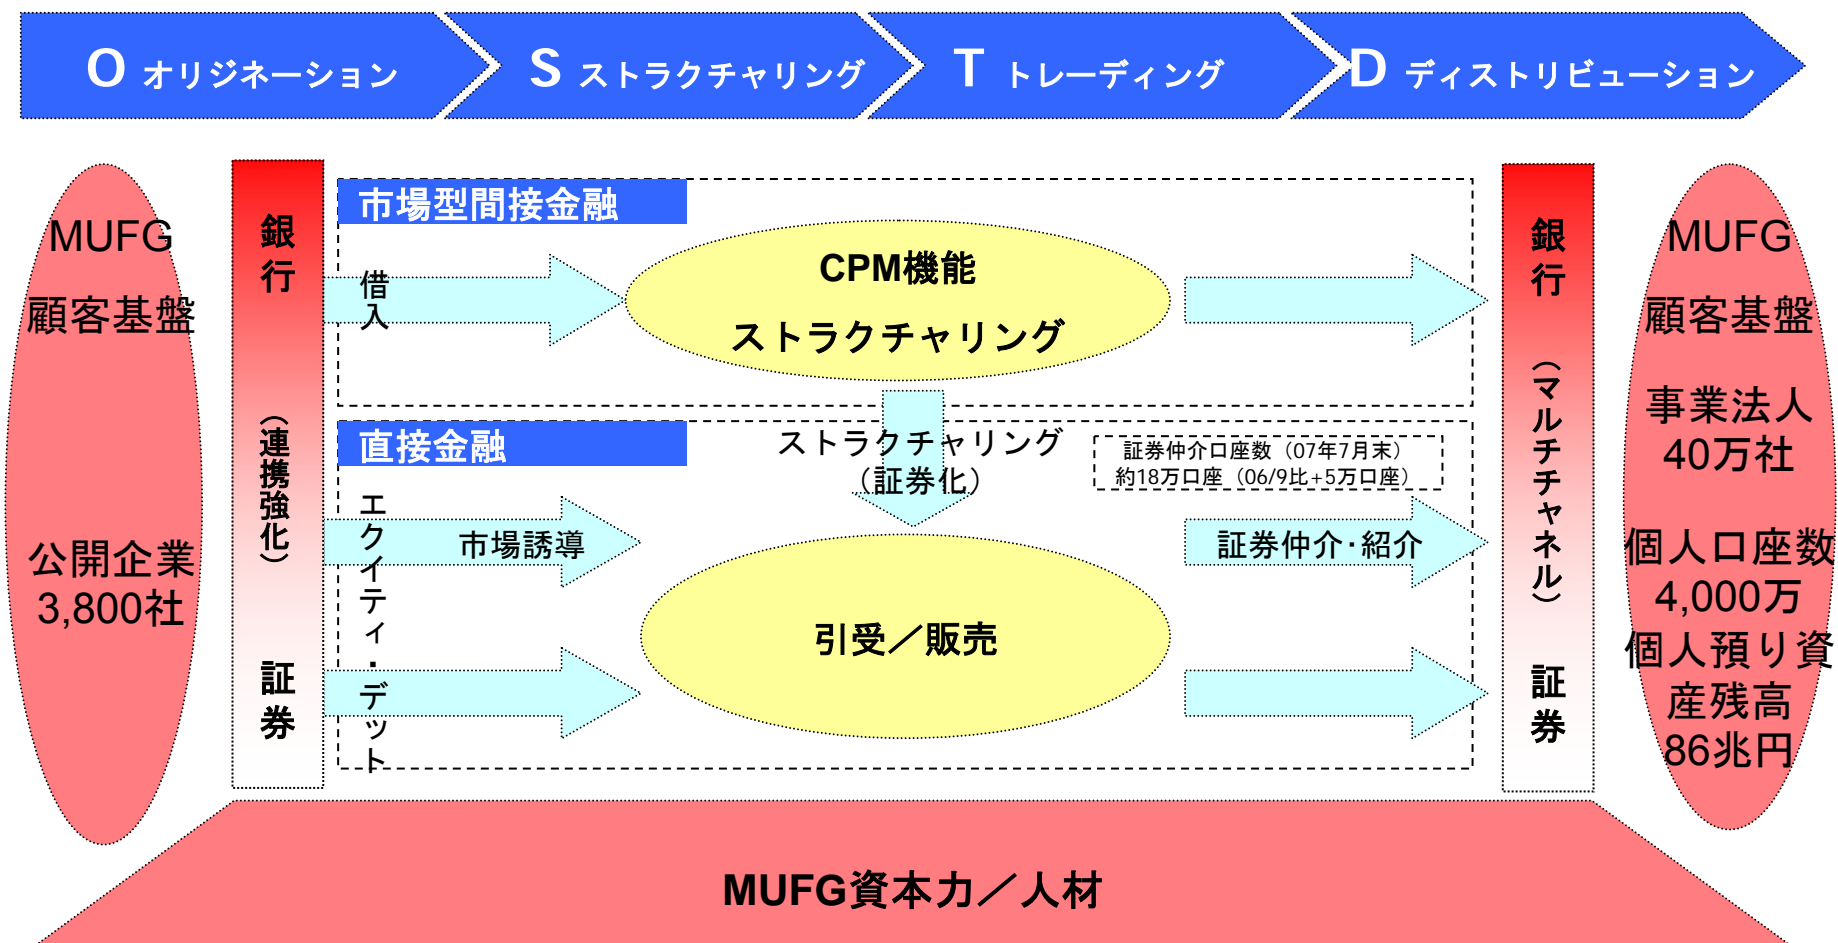 O オリジネーション
S ストラクチャリング
T トレーディング
D ディストリビューション
MUFG
顧客基盤
公開企業
3,800社
銀行
（連携強化）
証券
市場型間接金融
借入
CPM機能
ストラクチャリング
直接金融
ストラクチャリング
（証券化）
証券仲介口座数（07年7月末）
約18万口座（06/9比+5万口座）
エクイティ・デット
市場誘導
証券仲介・紹介
引受／販売
銀行
（マルチチャネル）
証券
MUFG
顧客基盤
事業法人
40万社
個人口座数
4,000万
個人預り資
産残高
86兆円
MUFG資本力／人材